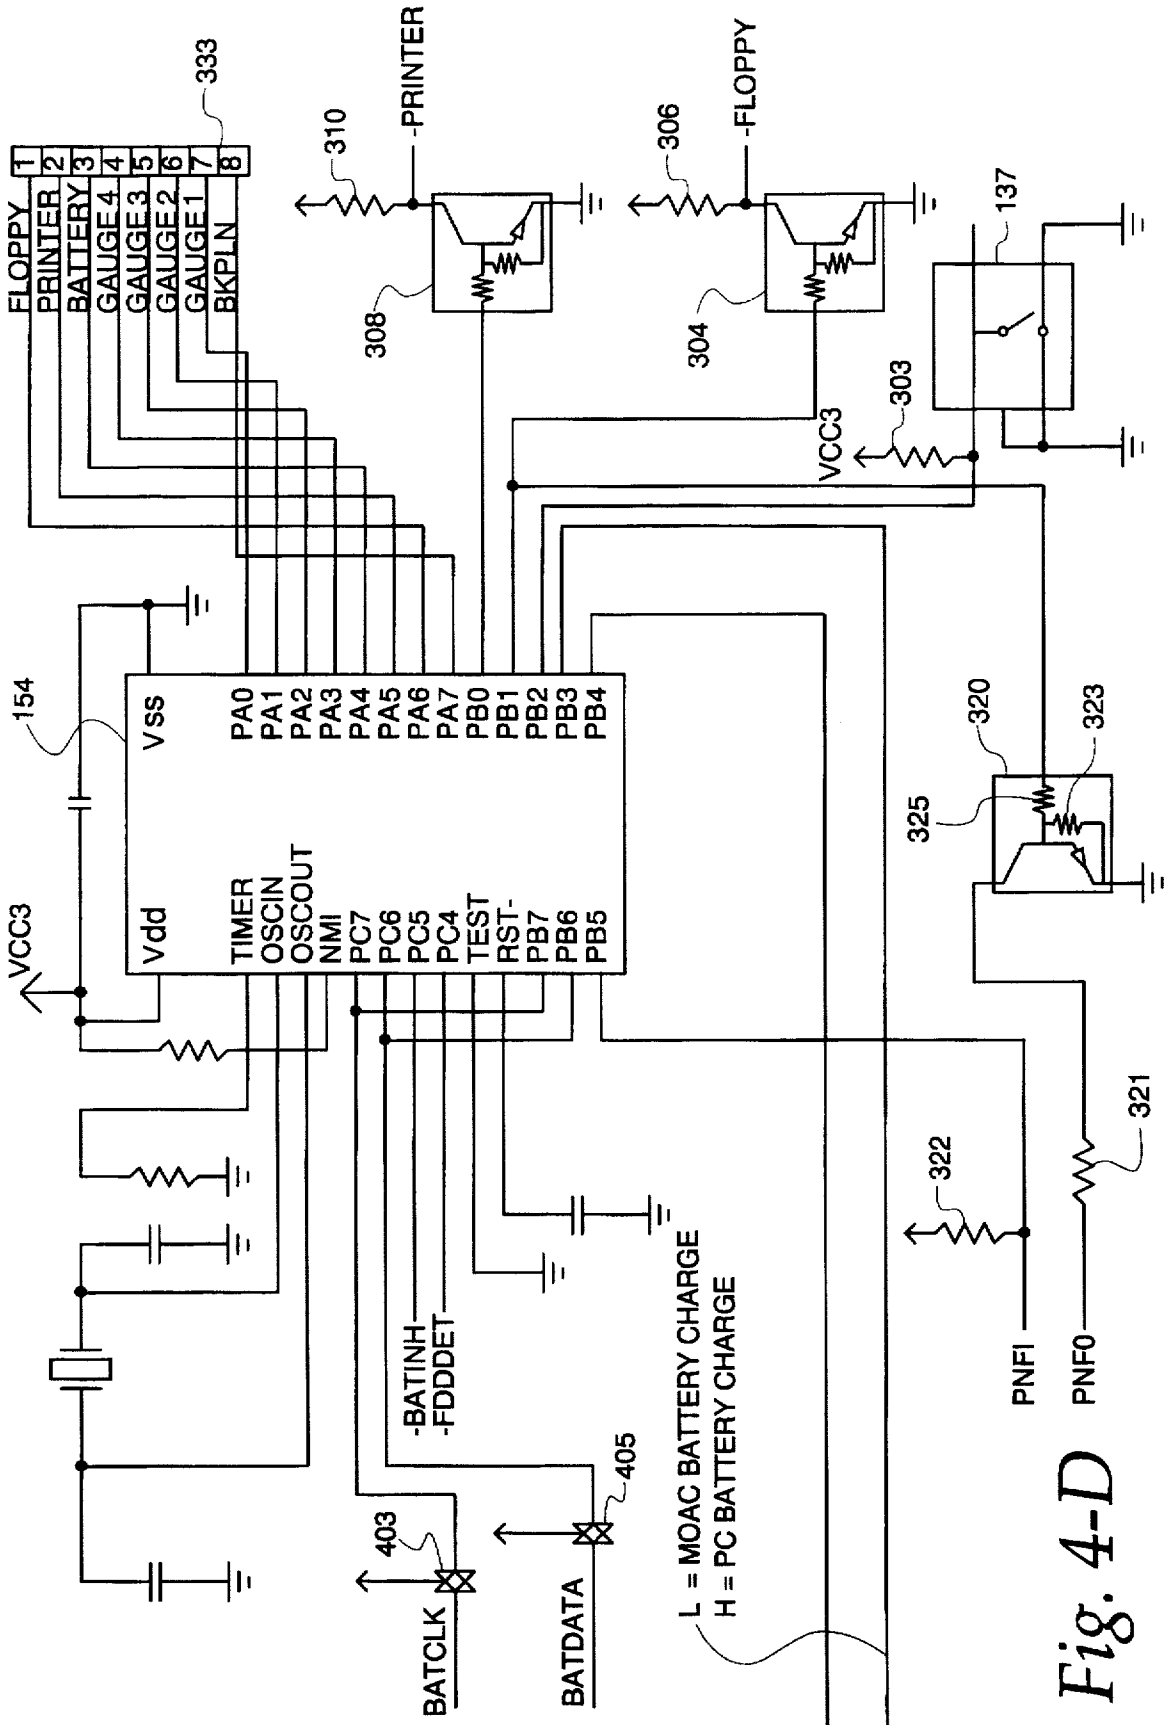 FLOPPY 1
PRINTER 2
BATTERY 3
GAUGE 4 4
GAUGE 3 5
GAUGE 2 6
GAUGE 1 7
BKPLN 8
333
310
-PRINTER
308
306
-FLOPPY
304
137
VCC3
303
154
VCC3
Vdd
Vss
TIMER
OSCIN
OSCOUT
NMI
PC7
PC6
PC5
PC4
TEST
RST-
PB7
PB6
PB5
PA0
PA1
PA2
PA3
PA4
PA5
PA6
PA7
PB0
PB1
PB2
PB3
PB4
320
323
325
-BATINH
-FDDDET
403
BATCLK
405
BATDATA
L = MOAC BATTERY CHARGE
H = PC BATTERY CHARGE
322
321
PNFI
PNF0
Fig. 4-D